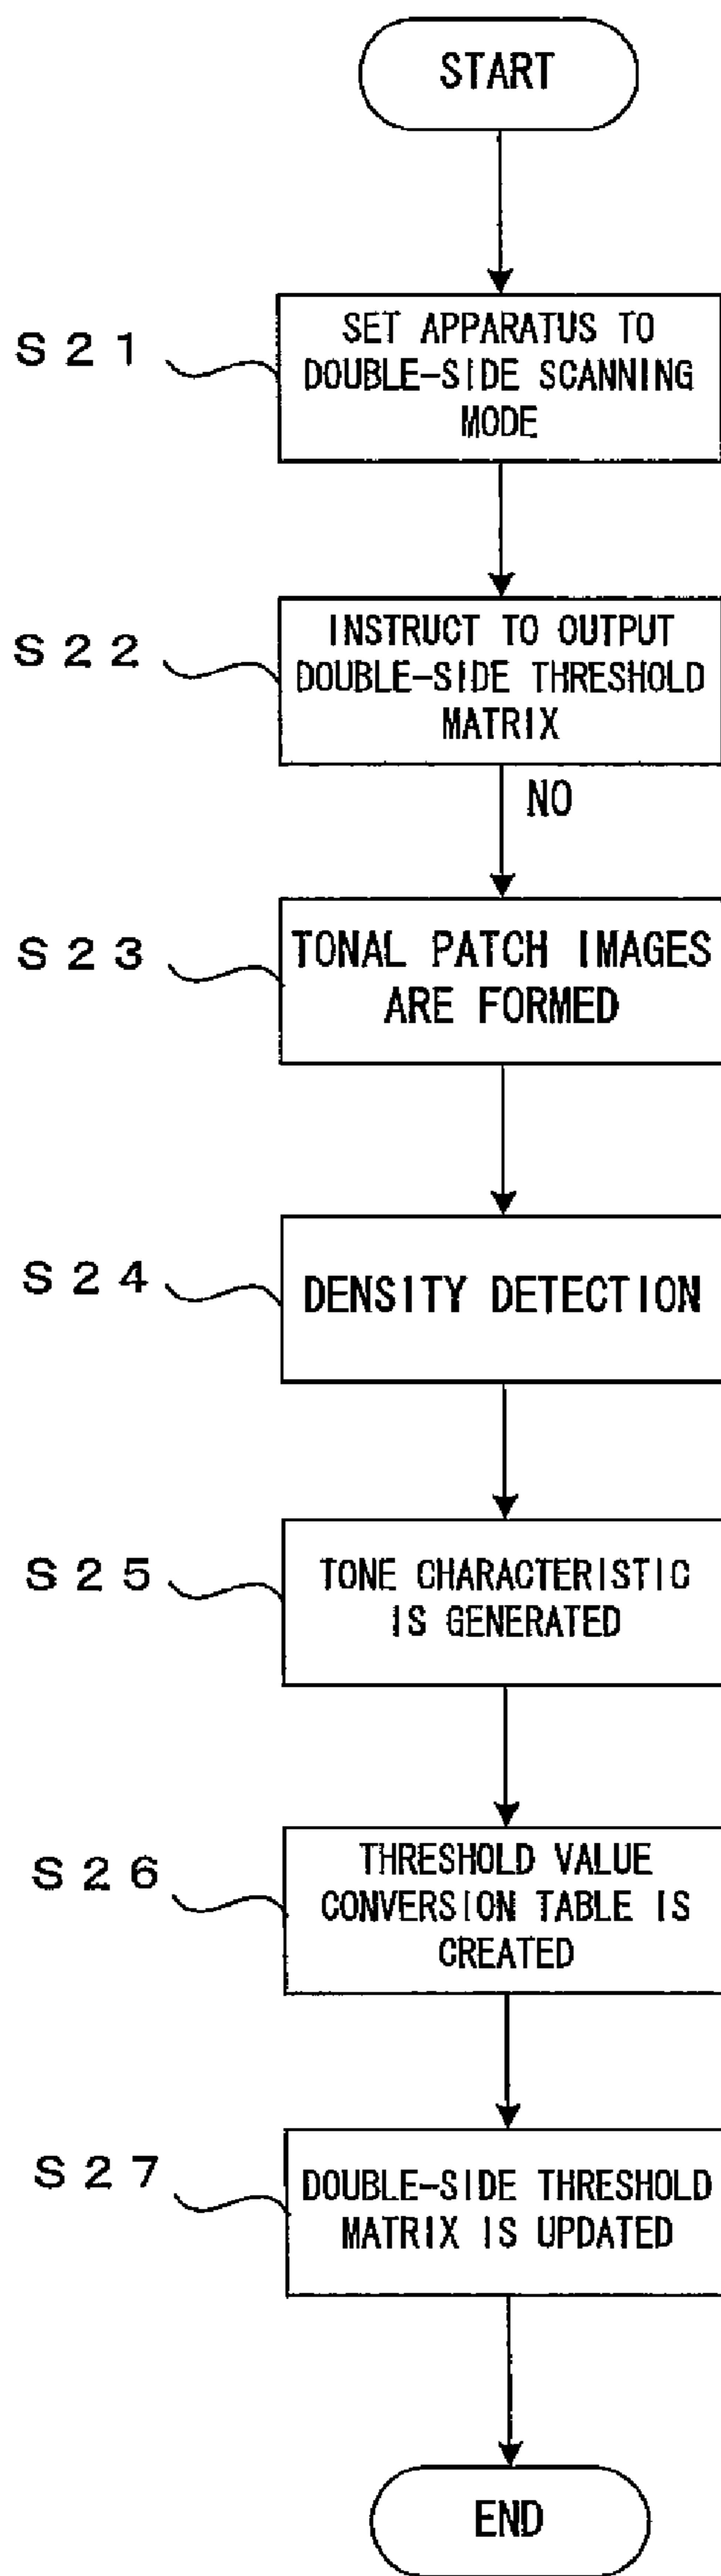 START
S21
SET APPARATUS TO
DOUBLE-SIDE SCANNING
MODE
S22
INSTRUCT TO OUTPUT
DOUBLE-SIDE THRESHOLD
MATRIX
NO
S23
TONAL PATCH IMAGES
ARE FORMED
S24
DENSITY DETECTION
S25
TONE CHARACTERISTIC
IS GENERATED
S26
THRESHOLD VALUE
CONVERSION TABLE IS
CREATED
S27
DOUBLE-SIDE THRESHOLD
MATRIX IS UPDATED
END